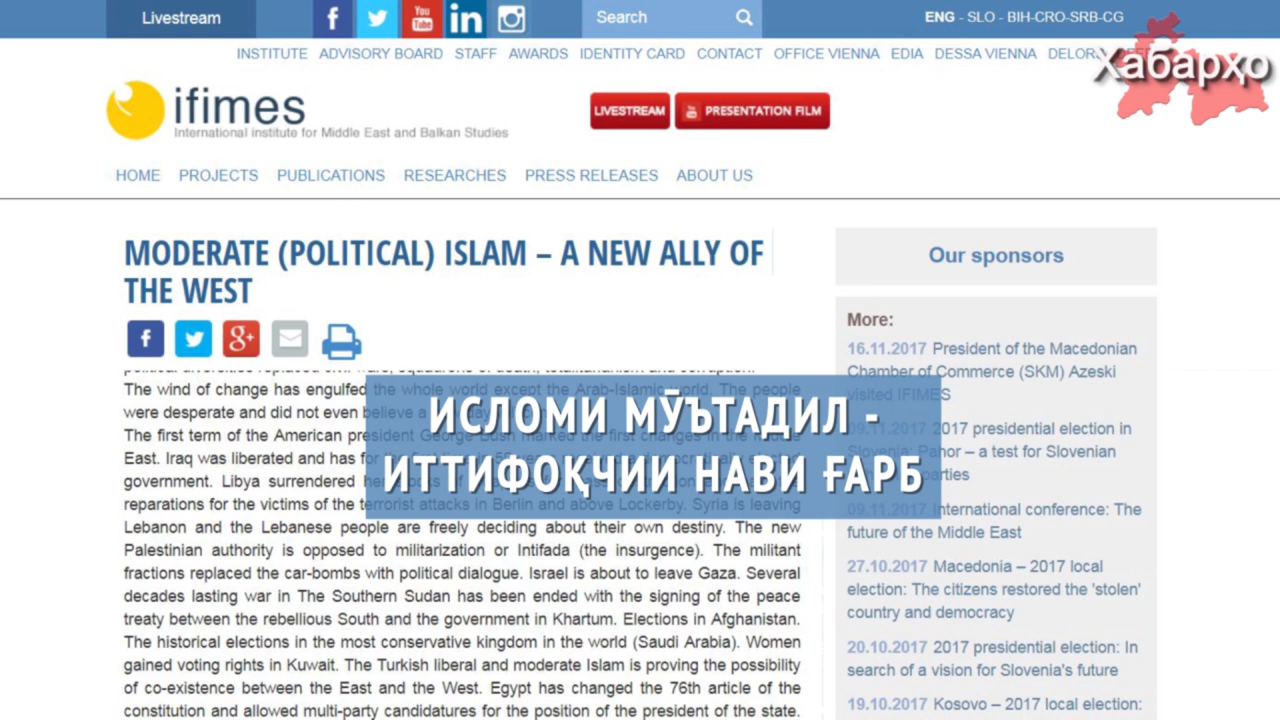 Livestream
Search
ENG - SLO - BIH-CRO-SRB-CG
INSTITUTE ADVISORY BOARD STAFF AWARDS IDENTITY CARD CONTACT OFFICE VIENNA EDIA DESSA VIENNA
Хабарҳо
ifimes
International institute for Middle East and Balkan Studies
LIVESTREAM
You Tube PRESENTATION FILM
HOME PROJECTS PUBLICATIONS RESEARCHES PRESS RELEASES ABOUT US
MODERATE (POLITICAL) ISLAM – A NEW ALLY OF
THE WEST
The wind of change has engulfed the whole world except the Arab-Islamic world. The people
were desperate and did not even believe a
The first term of the American president George Bush marked the first changes in the Middle
East. Iraq was liberated and has for
government. Libya surrendered her
reparations for the victims of the terrorist attacks in Berlin and above Lockerby. Syria is leaving
Lebanon and the Lebanese people are freely deciding about their own destiny. The new
Palestinian authority is opposed to militarization or Intifada (the insurgence). The militant
fractions replaced the car-bombs with political dialogue. Israel is about to leave Gaza. Several
decades lasting war in The Southern Sudan has been ended with the signing of the peace
treaty between the rebellious South and the government in Khartum. Elections in Afghanistan.
The historical elections in the most conservative kingdom in the world (Saudi Arabia). Women
gained voting rights in Kuwait. The Turkish liberal and moderate Islam is proving the possibility
of co-existence between the East and the West. Egypt has changed the 76th article of the
constitution and allowed multi-party candidatures for the position of the president of the state.
ИСЛОМИ МӮЪТАДИЛ -
ИТТИФОҚЧИИ НАВИ ҒАРБ
Our sponsors
More:
16.11.2017 President of the Macedonian
Chamber of Commerce (SKM) Azeski
visited IFIMES
09.11.2017 2017 presidential election in
Slovenia: Pahor – a test for Slovenian
parties
09.11.2017 International conference: The
future of the Middle East
27.10.2017 Macedonia – 2017 local
election: The citizens restored the 'stolen'
country and democracy
20.10.2017 2017 presidential election: In
search of a vision for Slovenia's future
19.10.2017 Kosovo – 2017 local election: